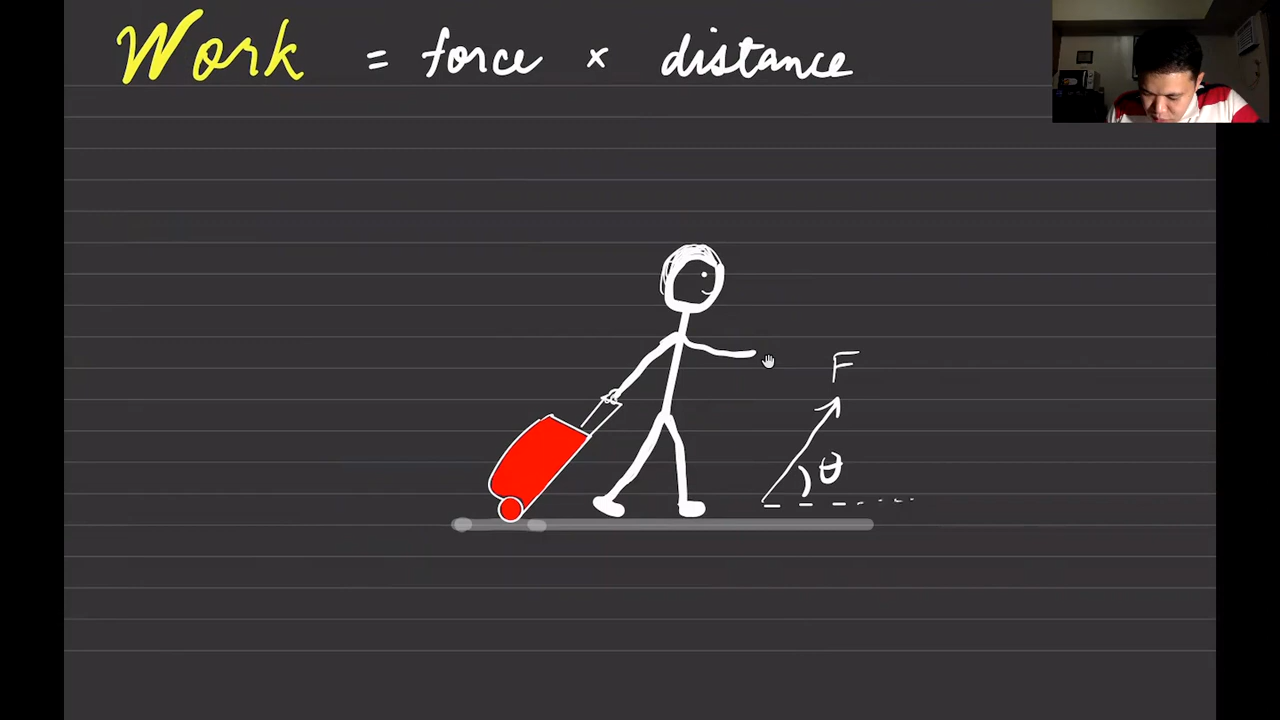 Work = force × distance
F
θ